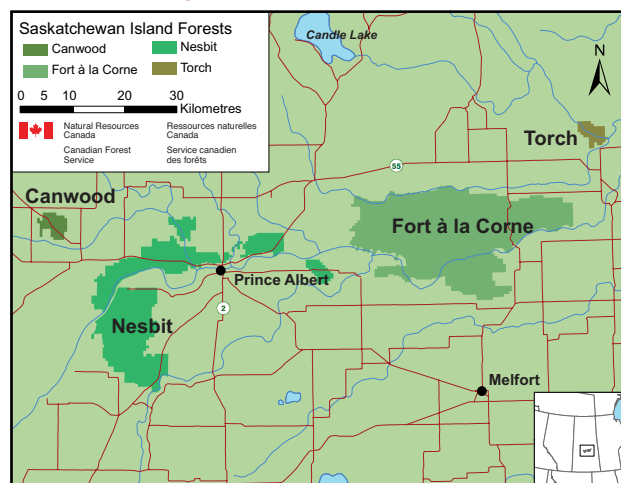 Saskatchewan Island Forests
Canwood
Nesbit
Fort à la Corne
Torch
0 5 10 20 30
Kilometres
Natural Resources Canada
Ressources naturelles Canada
Canadian Forest Service
Service canadien des forêts
Candle Lake
N
Torch
55
Canwood
Fort à la Corne
Prince Albert
2
Nesbit
Melfort